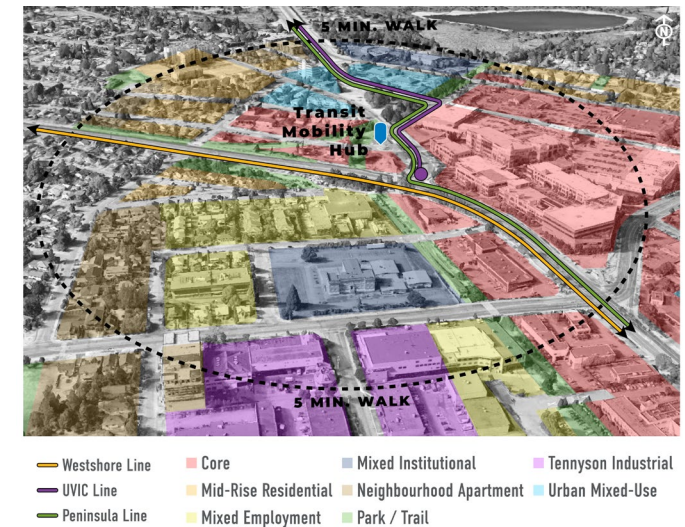 5 MIN. WALK
N
Transit
Mobility
Hub
5 MIN. WALK
Westshore Line
UVIC Line
Peninsula Line
Core
Mid-Rise Residential
Mixed Employment
Mixed Institutional
Neighbourhood Apartment
Park / Trail
Tennyson Industrial
Urban Mixed-Use